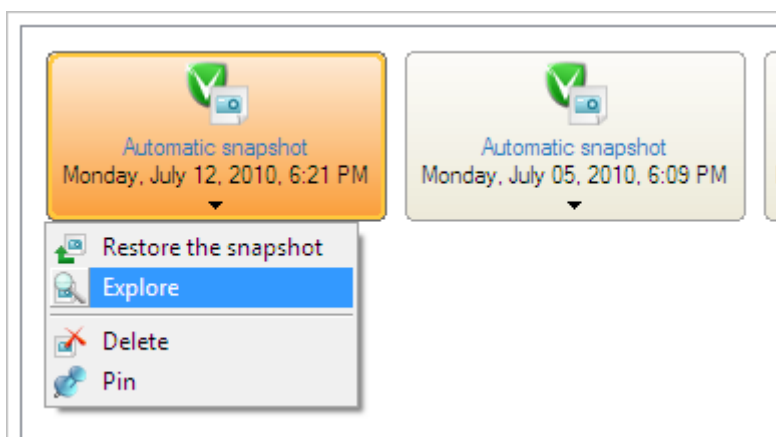 Automatic snapshot
Monday, July 12, 2010, 6:21 PM
Automatic snapshot
Monday, July 05, 2010, 6:09 PM
Restore the snapshot
Explore
Delete
Pin